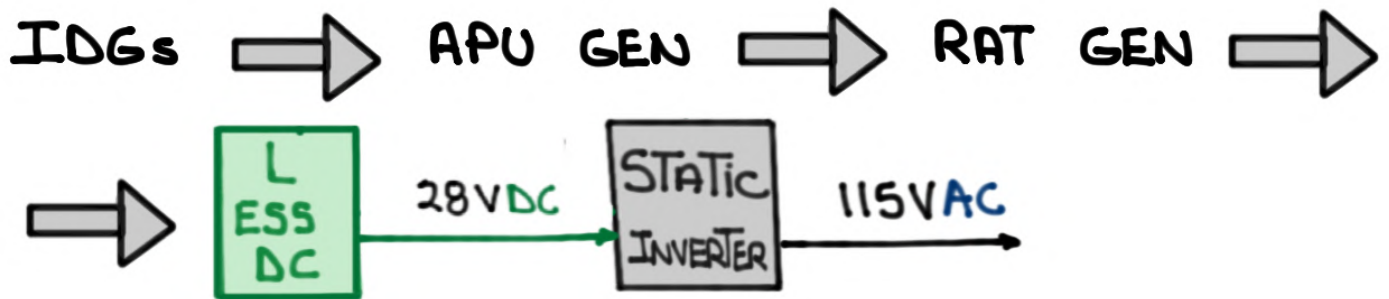 IDGs APU GEN RAT GEN
L
ESS
DC
28VDC
STATiC
INVERTER
115VAC